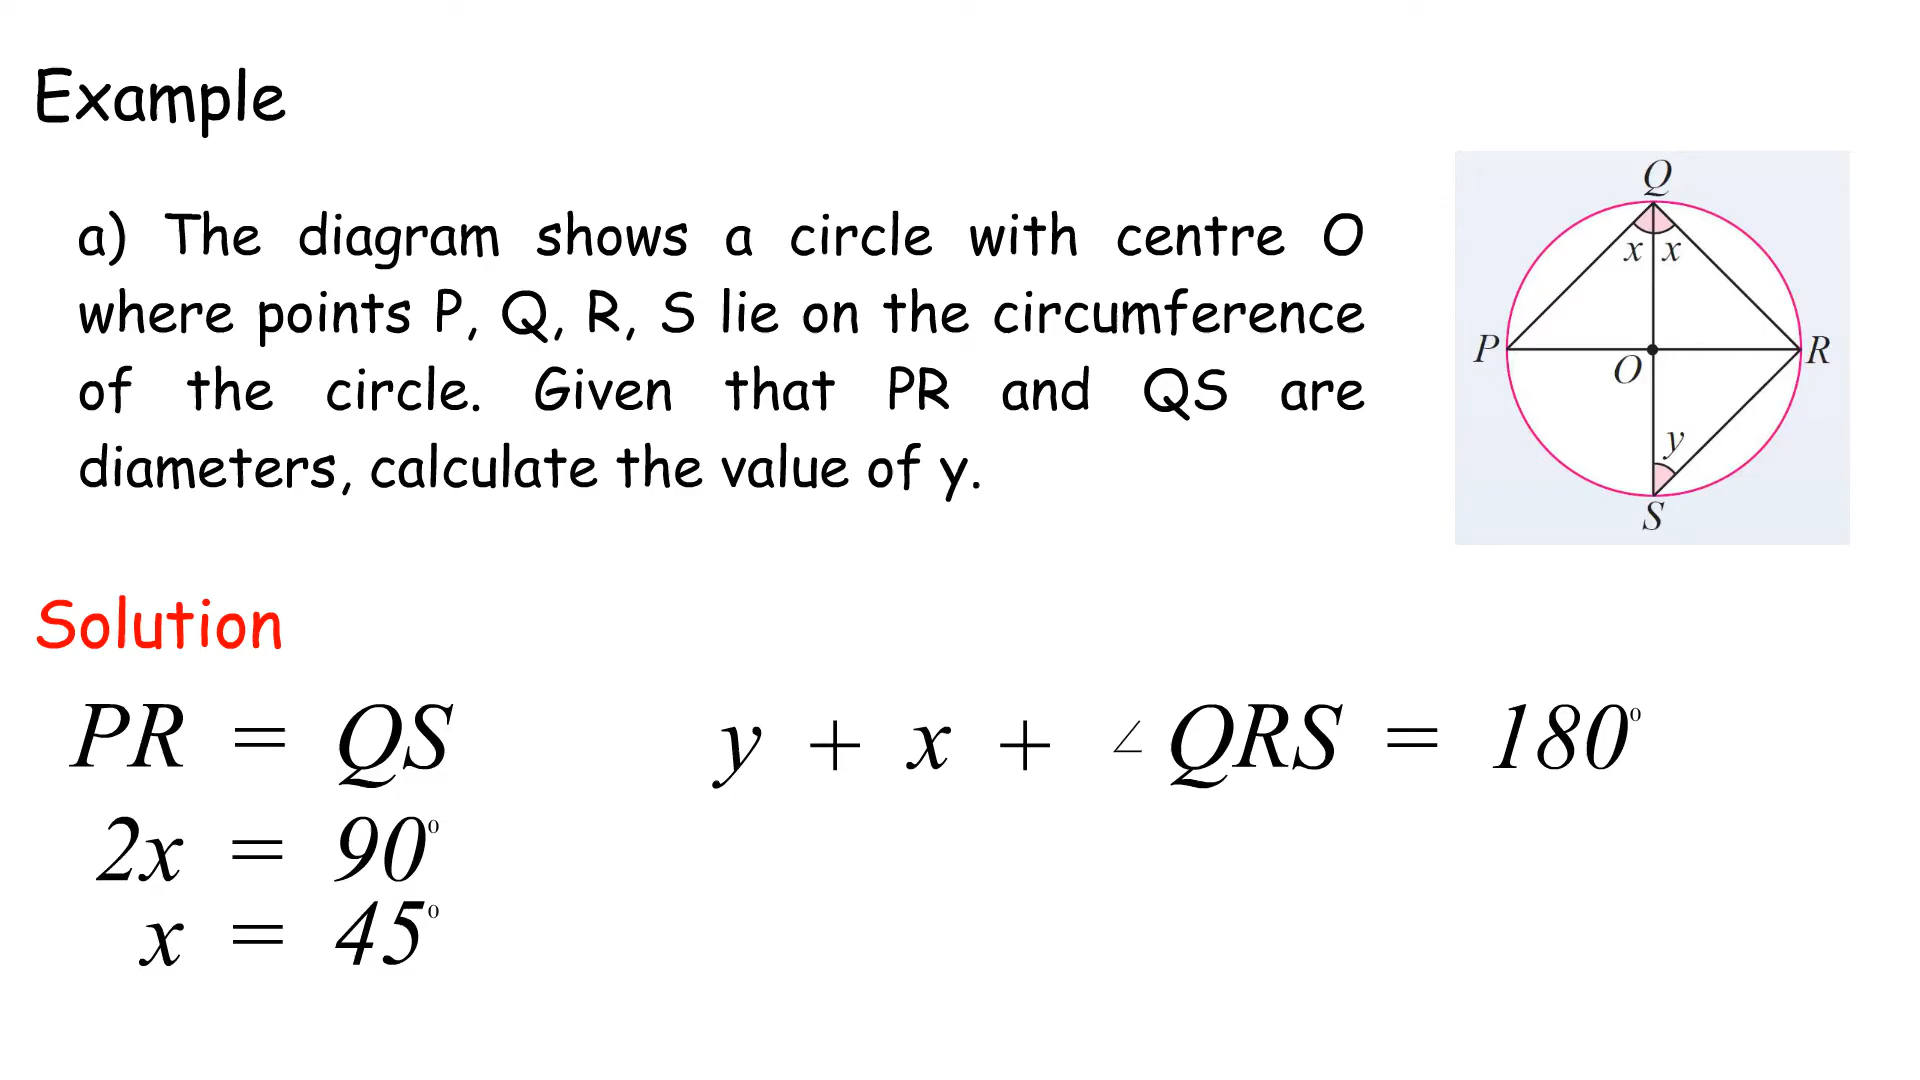 Example
a) The diagram shows a circle with centre O
where points P, Q, R, S lie on the circumference
of the circle. Given that PR and QS are
diameters, calculate the value of y.
Q
x x
P
O
R
y
S
Solution
PR = QS
2x = 90°
x = 45°
y + x + ∠QRS = 180°